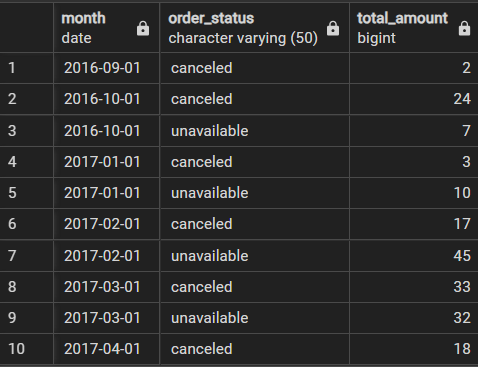 month order_status total_amount
date character varying (50) bigint
1 2016-09-01 canceled 2
2 2016-10-01 canceled 24
3 2016-10-01 unavailable 7
4 2017-01-01 canceled 3
5 2017-01-01 unavailable 10
6 2017-02-01 canceled 17
7 2017-02-01 unavailable 45
8 2017-03-01 canceled 33
9 2017-03-01 unavailable 32
10 2017-04-01 canceled 18